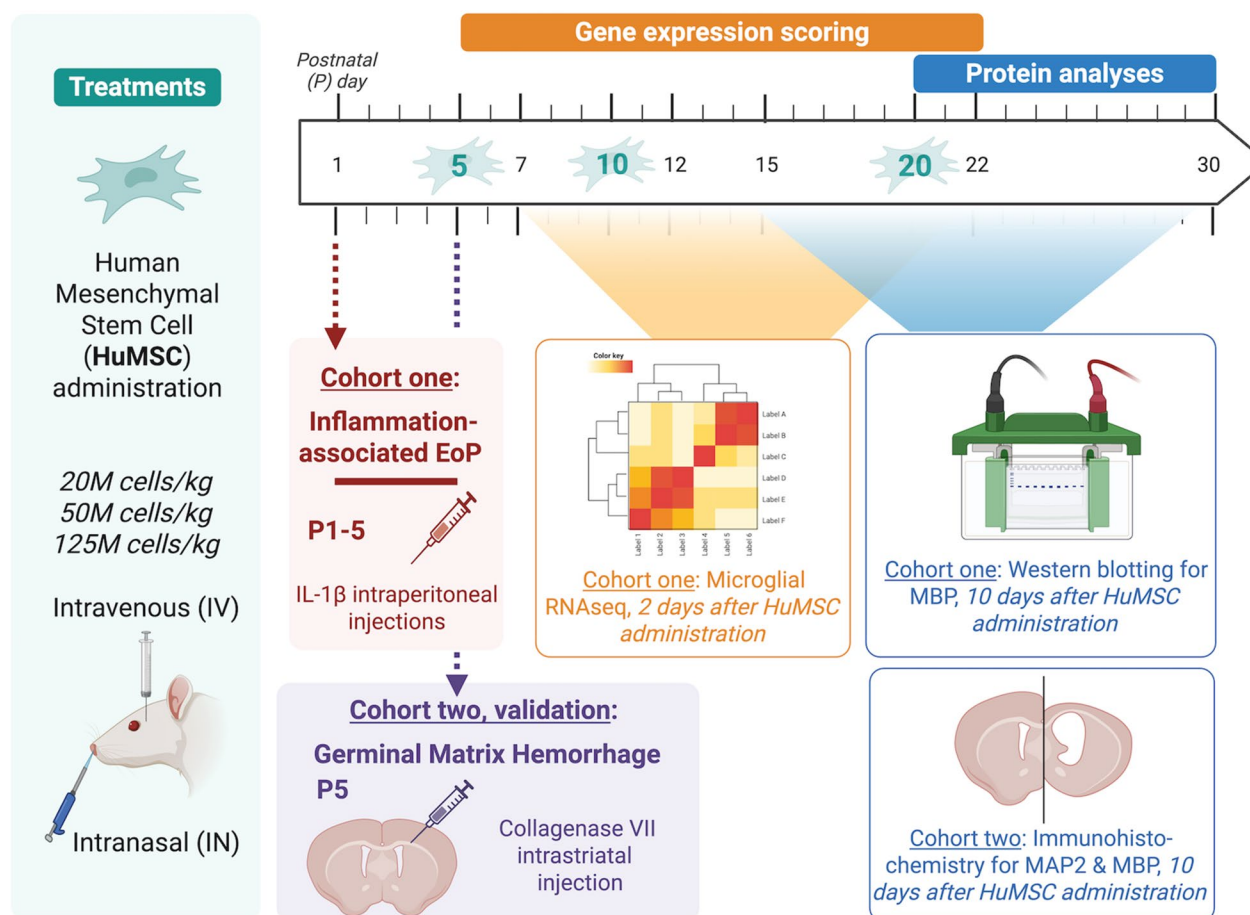 Gene expression scoring
Protein analyses
Treatments
Human
Mesenchymal
Stem Cell
(HuMSC)
administration
20M cells/kg
50M cells/kg
125M cells/kg
Intravenous (IV)
Intranasal (IN)
Postnatal
(P) day
1 5 7 10 12 15 20 22 30
Cohort one:
Inflammation-
associated EoP
P1-5
IL-1β intraperitoneal
injections
Cohort two, validation:
Germinal Matrix Hemorrhage
P5
Collagenase VII
intrastriatal
injection
Color key
Label A
Label B
Label C
Label D
Label E
Label F
Label 1
Label 2
Label 3
Label 4
Label 5
Label 6
Cohort one: Microglial
RNAseq, 2 days after HuMSC
administration
Cohort one: Western blotting for
MBP, 10 days after HuMSC
administration
Cohort two: Immunohisto-
chemistry for MAP2 & MBP, 10
days after HuMSC administration